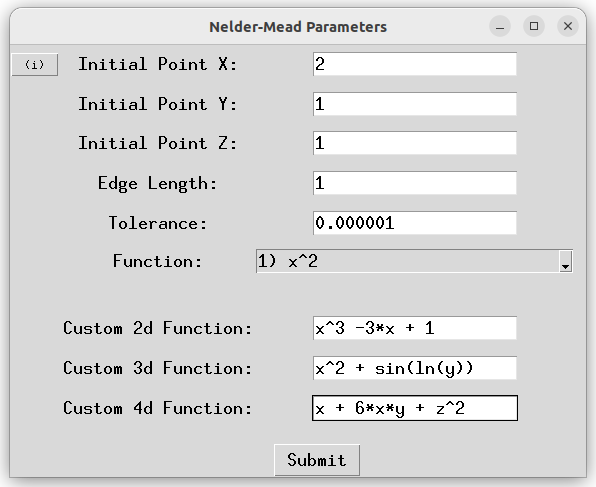 Nelder-Mead Parameters
(i) Initial Point X: 2
Initial Point Y: 1
Initial Point Z: 1
Edge Length: 1
Tolerance: 0.000001
Function: 1) x^2
Custom 2d Function: x^3 -3*x + 1
Custom 3d Function: x^2 + sin(ln(y))
Custom 4d Function: x + 6*x*y + z^2
Submit